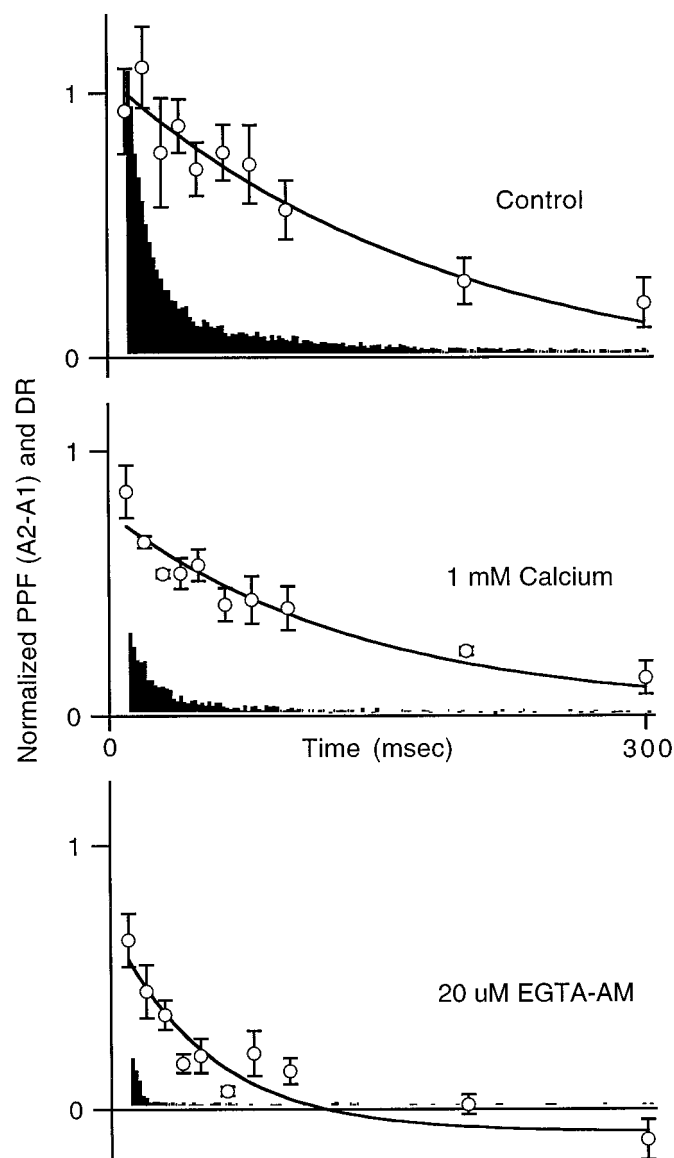 1
Control
0
Normalized PPF (A2-A1) and DR
1
1 mM Calcium
0
0
Time (msec)
300
1
20 uM EGTA-AM
0